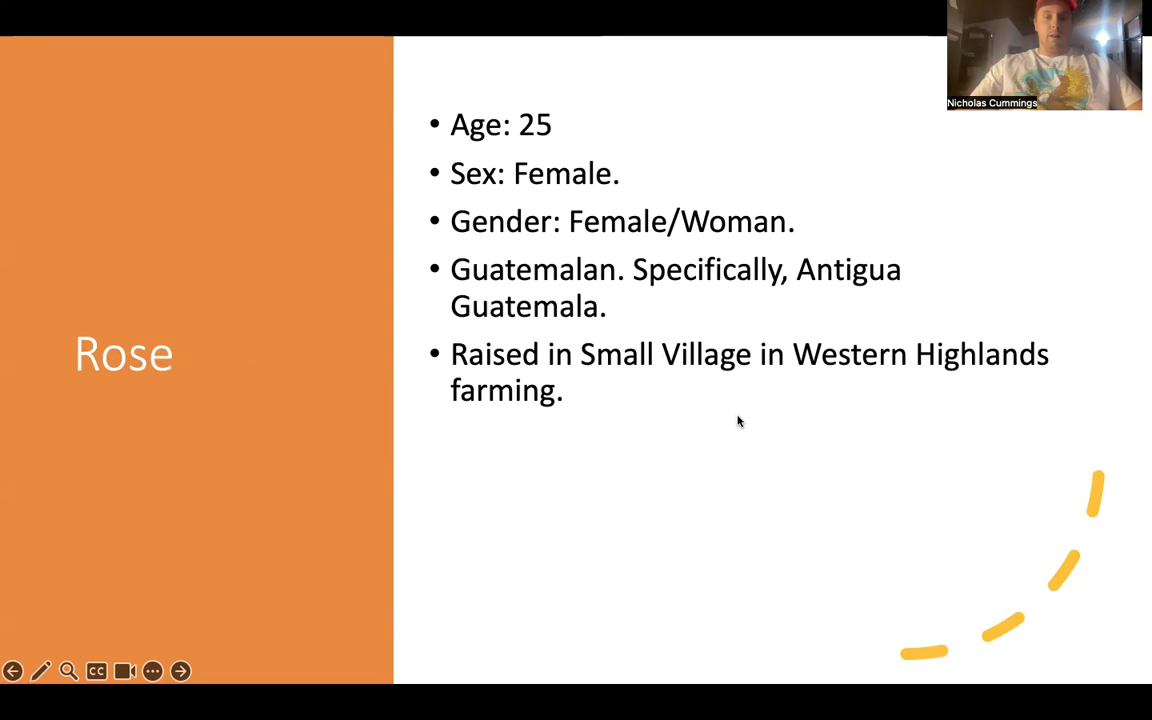 Nicholas Cummings
Rose
• Age: 25
• Sex: Female.
• Gender: Female/Woman.
• Guatemalan. Specifically, Antigua
Guatemala.
• Raised in Small Village in Western Highlands
farming.
CC